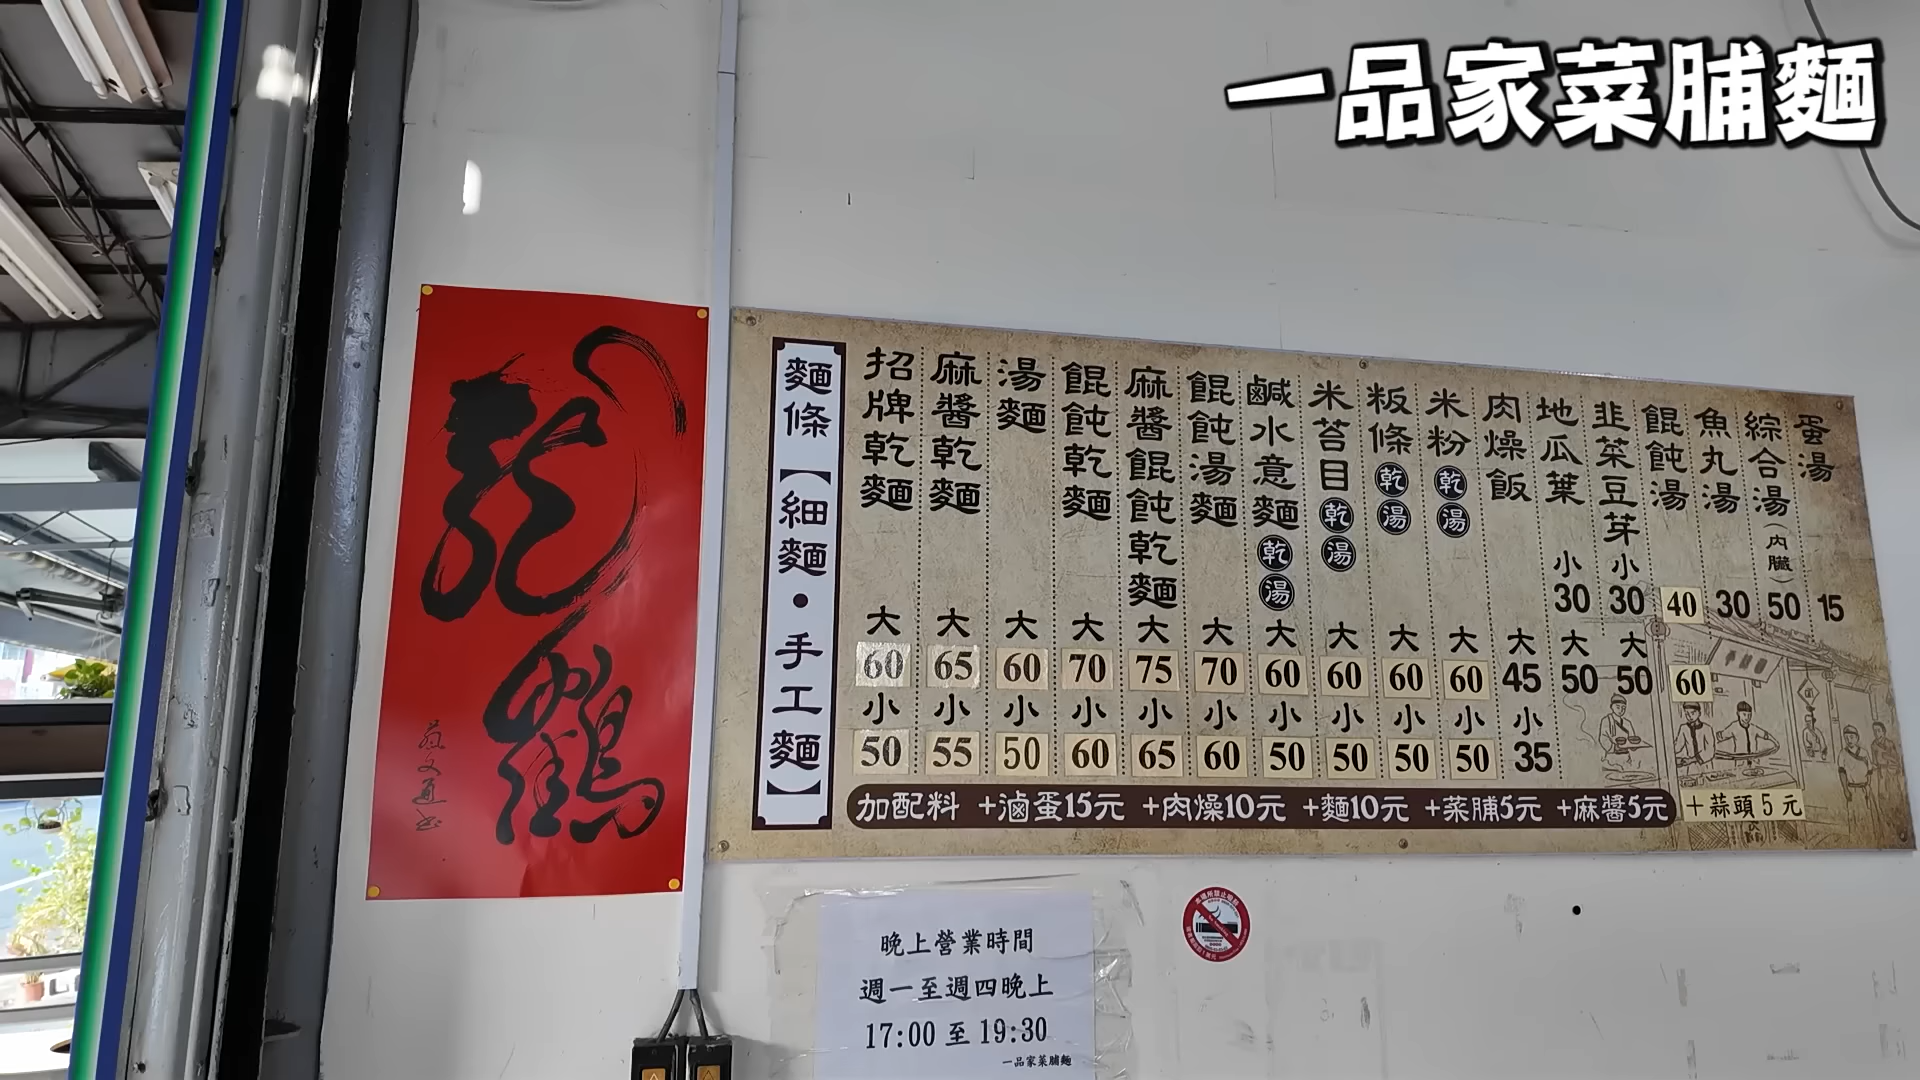 一品家菜脯麵
龍
鶴
麵條【細麵・手工麵】
招牌乾麵 大 60 小 50
麻醬乾麵 大 65 小 55
湯麵 大 60 小 50
餛飩乾麵 大 70 小 60
麻醬餛飩乾麵 大 75 小 65
餛飩湯麵 大 70 小 60
鹹水意麵 乾 湯 大 60 小 50
米苔目 乾 湯 大 60 小 50
粄條 乾 湯 大 60 小 50
米粉 乾 湯 大 60 小 50
肉燥飯 大 45 小 35
地瓜葉 小 30 大 50
韭菜豆芽 小 30 大 50
餛飩湯 40 60
魚丸湯 30
綜合湯(內臟) 50
蛋湯 15
加配料 +滷蛋15元 +肉燥10元 +麵10元 +菜脯5元 +麻醬5元 +蒜頭5元
晚上營業時間
週一至週四晚上
17:00 至 19:30
一品家菜脯麵